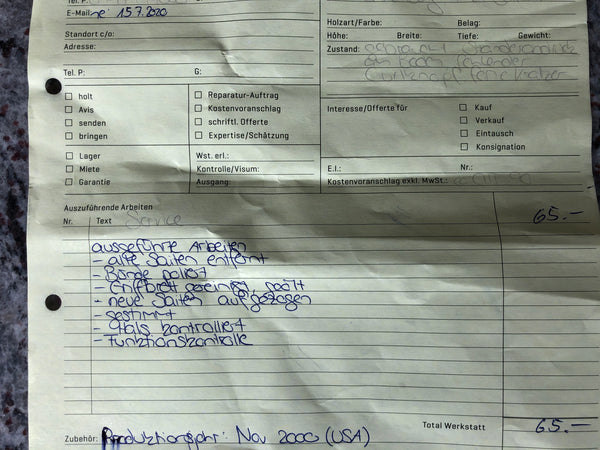 Tel. P:
E-Mail: 15.7.2020
Standort c/o:
Adresse:
Tel. P: G:
Holzart/Farbe: Belag:
Höhe: Breite: Tiefe: Gewicht:
Zustand: gebraucht
fehlender
☐ holt
☐ Avis
☐ senden
☐ bringen
☐ Reparatur-Auftrag
☐ Kostenvoranschlag
☐ schriftl. Offerte
☐ Expertise/Schätzung
Interesse/Offerte für
☐ Kauf
☐ Verkauf
☐ Eintausch
☐ Konsignation
☐ Lager
☐ Miete
☐ Garantie
Wst. erl.:
Kontrolle/Visum:
Ausgang:
E.l.: Nr.:
Kostenvoranschlag exkl. MwSt.:
Auszuführende Arbeiten
Nr. Text Service 65.-
ausgeführte Arbeiten
- alte Saiten entfernt
- Bünde poliert
- Griffbrett gereinigt, geölt
- neue Saiten aufgezogen
- gestimmt
- Hals kontrolliert
- Funktionskontrolle
Total Werkstatt 65.-
Zubehör: Produktionsjahr: Nov 2000 (USA)